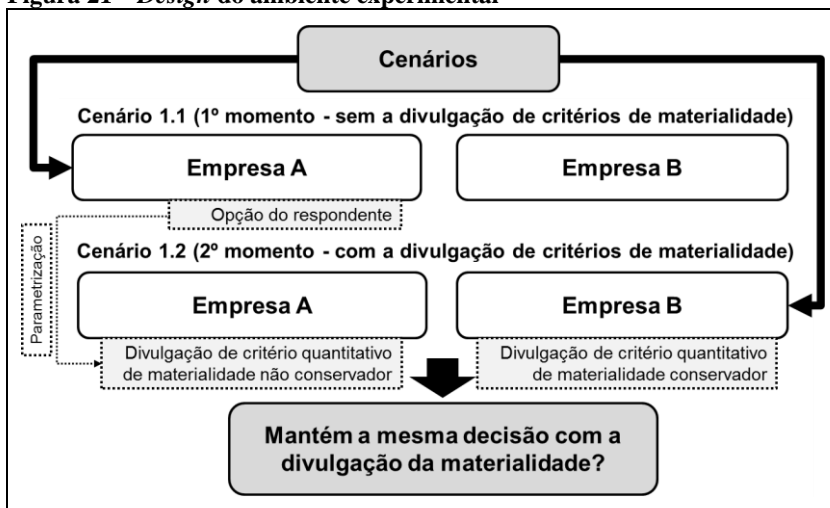 Figura 21 - Design do ambiente experimental
Cenários
Cenário 1.1 (1º momento - sem a divulgação de critérios de materialidade)
Empresa A
Empresa B
Opção do respondente
Parametrização
Cenário 1.2 (2º momento - com a divulgação de critérios de materialidade)
Empresa A
Empresa B
Divulgação de critério quantitativo
de materialidade não conservador
Divulgação de critério quantitativo
de materialidade conservador
Mantém a mesma decisão com a
divulgação da materialidade?